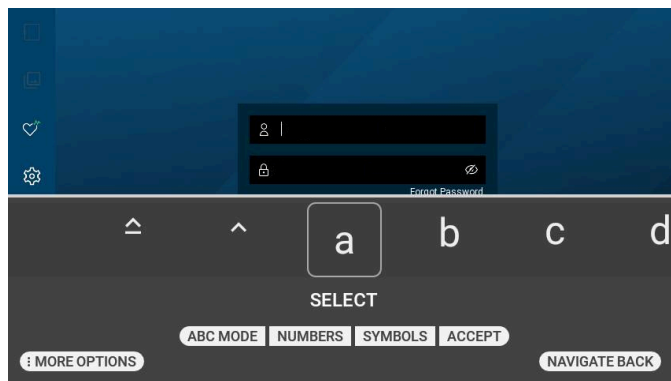 Forgot Password
a b c d
SELECT
ABC MODE NUMBERS SYMBOLS ACCEPT
⋮ MORE OPTIONS NAVIGATE BACK